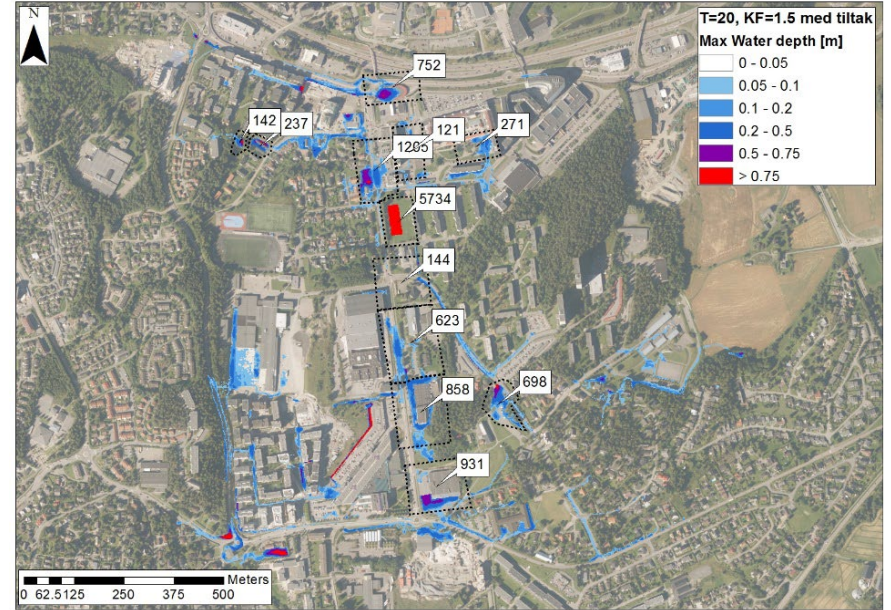 N
T=20, KF=1.5 med tiltak
Max Water depth [m]
0 - 0.05
0.05 - 0.1
0.1 - 0.2
0.2 - 0.5
0.5 - 0.75
> 0.75
752
142
237
121
271
1205
5734
144
623
858
698
931
Meters
0 62.5 125 250 375 500